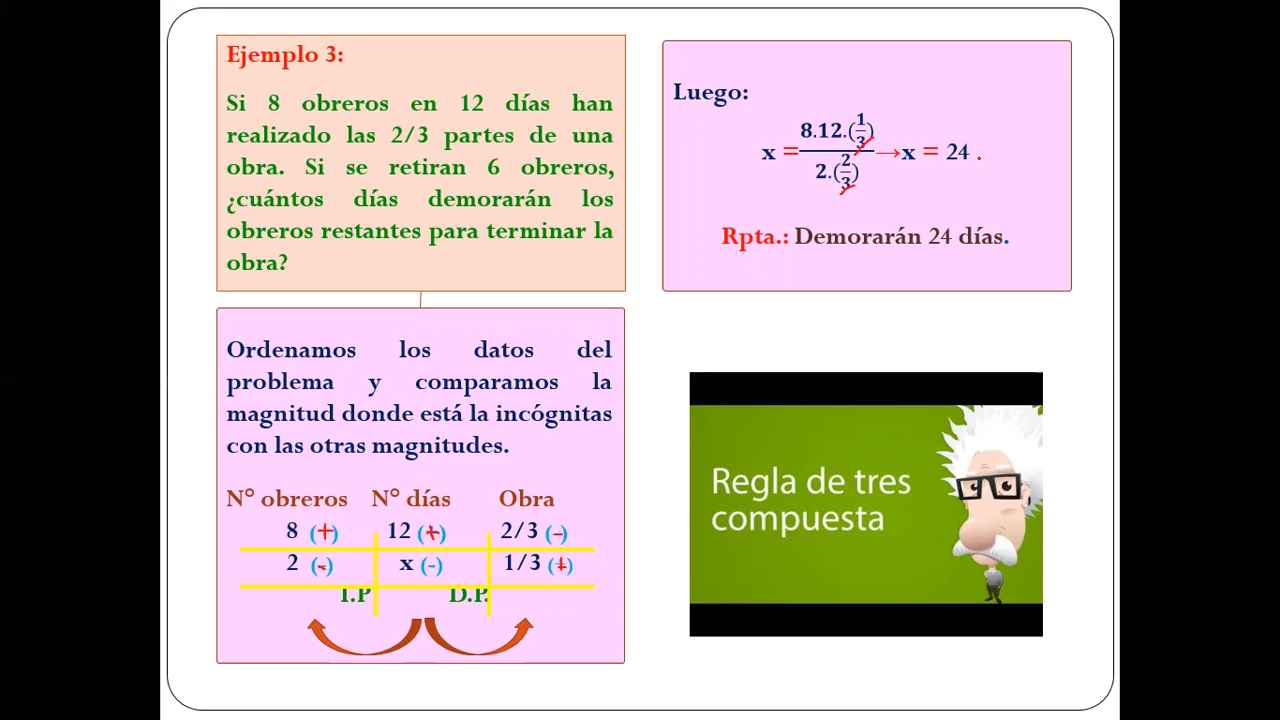 Ejemplo 3:
Si 8 obreros en 12 días han
realizado las 2/3 partes de una
obra. Si se retiran 6 obreros,
¿cuántos días demorarán los
obreros restantes para terminar la
obra?
Ordenamos los datos del
problema y comparamos la
magnitud donde está la incógnitas
con las otras magnitudes.
N° obreros N° días Obra
8 (+) 12 (+) 2/3 (-)
2 (-) x (-) 1/3 (+)
I.P D.P.
Luego:
x = 8.12.(1/3) / 2.(2/3) → x = 24 .
Rpta.: Demorarán 24 días.
Regla de tres
compuesta